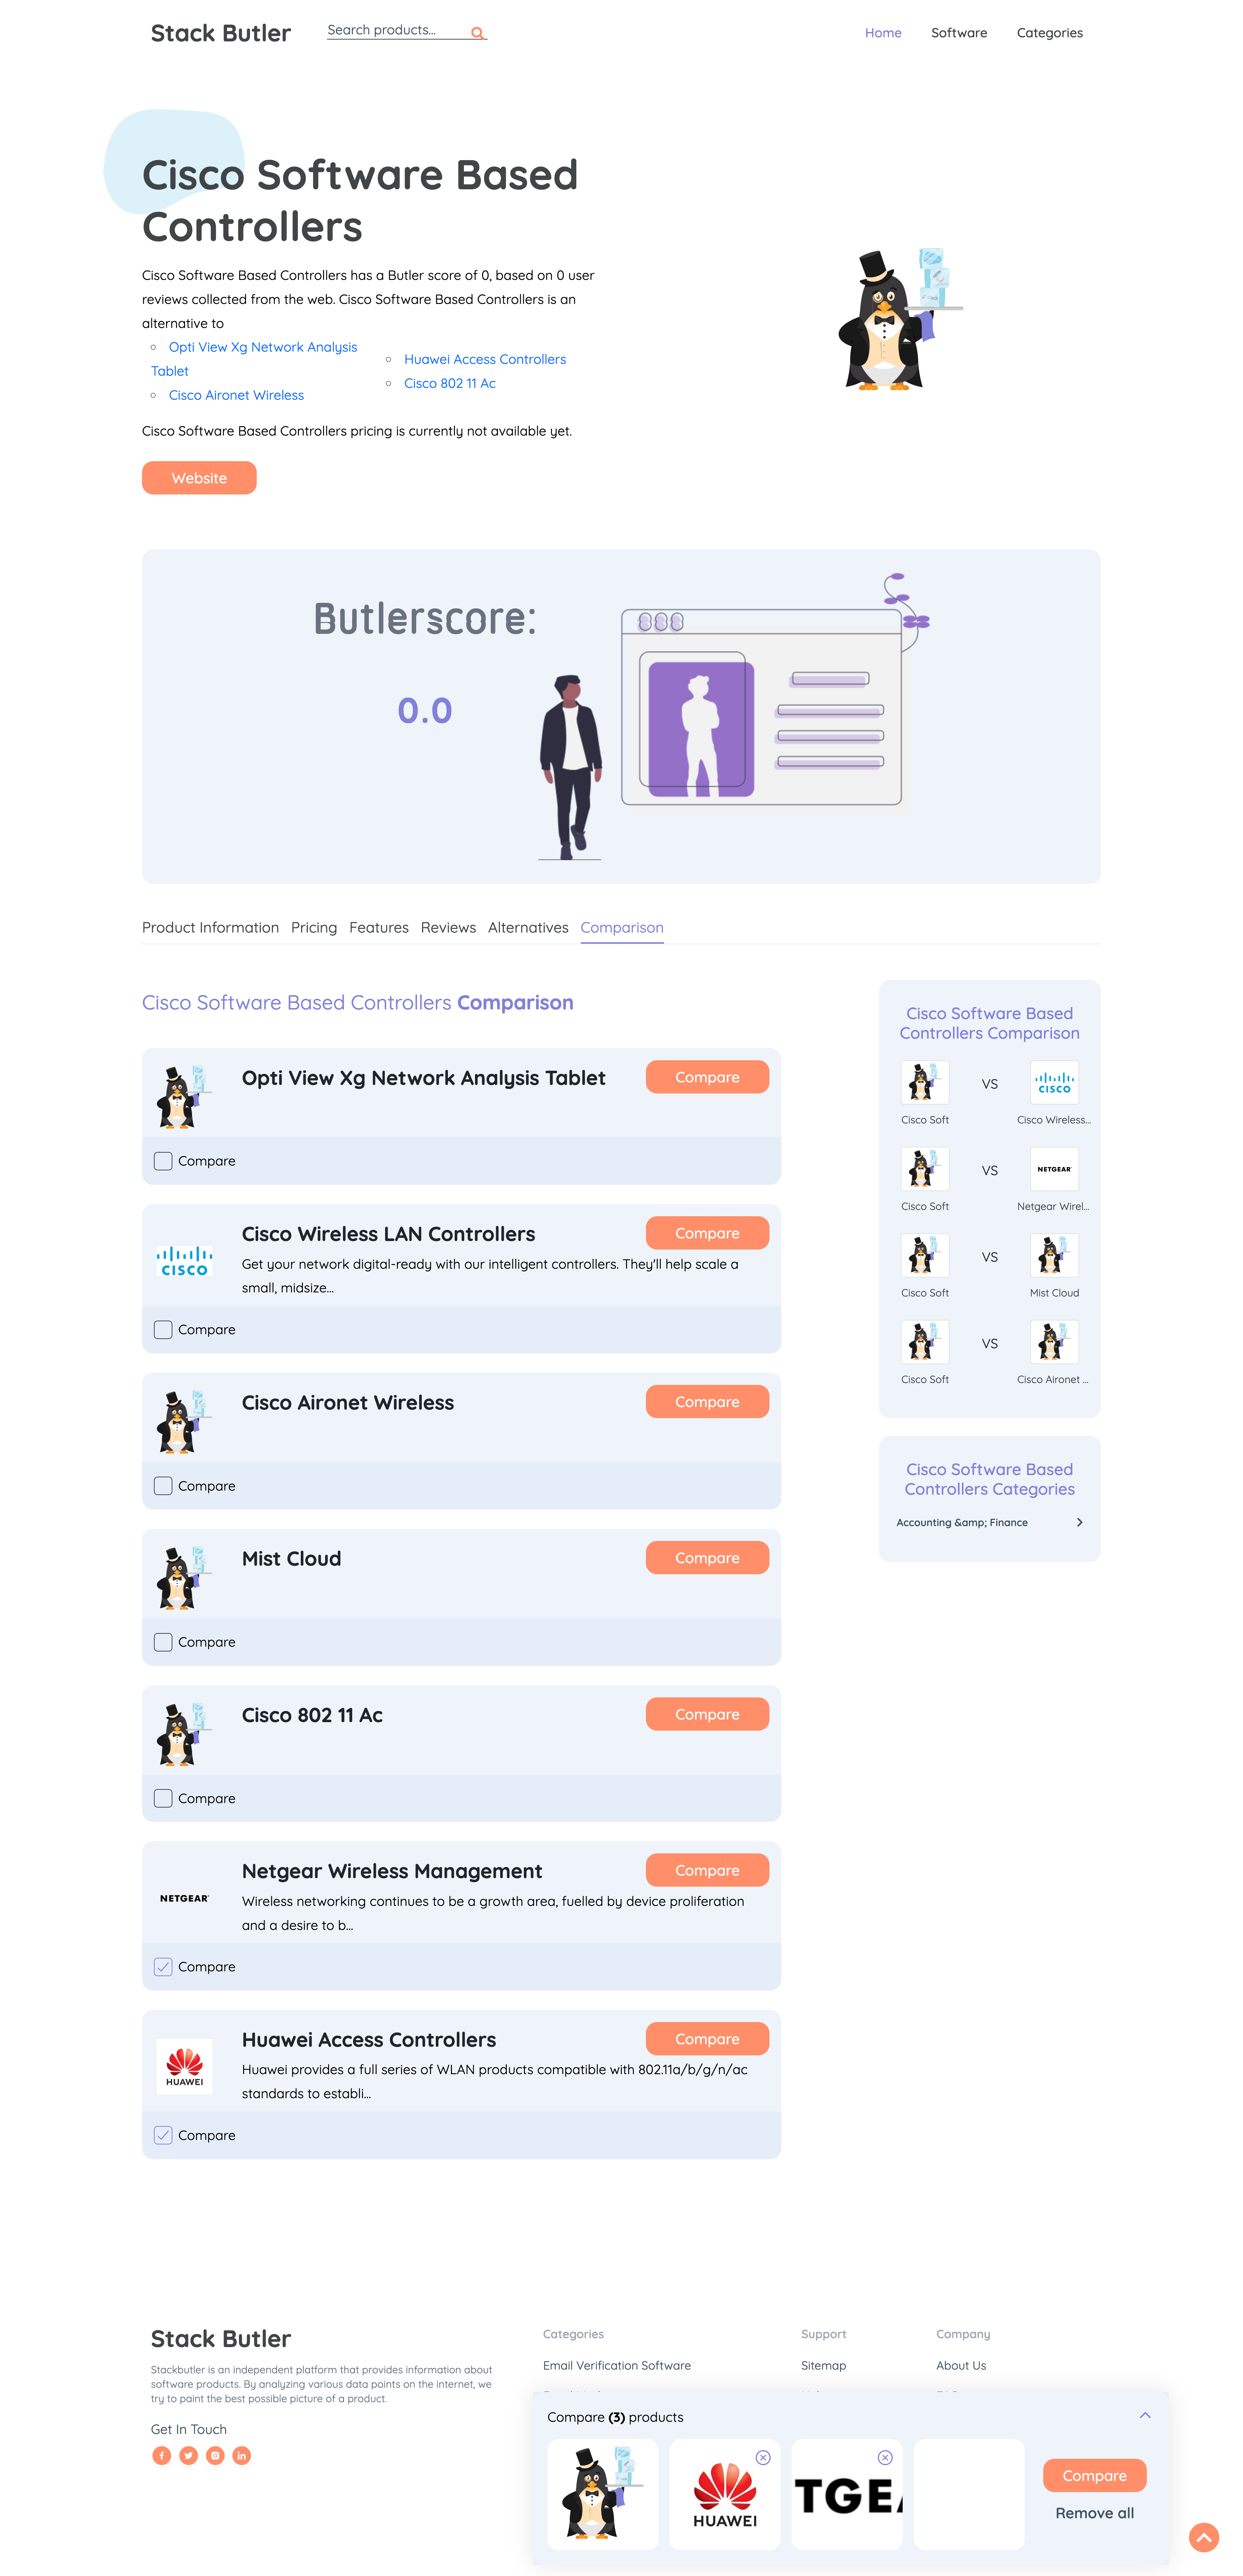 Stack Butler
Search products...
Home
Software
Categories
Cisco Software Based
Controllers
Cisco Software Based Controllers has a Butler score of 0, based on 0 user
reviews collected from the web. Cisco Software Based Controllers is an
alternative to
Opti View Xg Network Analysis
Tablet
Cisco Aironet Wireless
Huawei Access Controllers
Cisco 802 11 Ac
Cisco Software Based Controllers pricing is currently not available yet.
Website
Butlerscore:
0.0
Product Information
Pricing
Features
Reviews
Alternatives
Comparison
Cisco Software Based Controllers Comparison
Opti View Xg Network Analysis Tablet
Compare
Compare
CISCO
Cisco Wireless LAN Controllers
Compare
Get your network digital-ready with our intelligent controllers. They'll help scale a
small, midsize...
Compare
Cisco Aironet Wireless
Compare
Compare
Mist Cloud
Compare
Compare
Cisco 802 11 Ac
Compare
Compare
NETGEAR
Netgear Wireless Management
Compare
Wireless networking continues to be a growth area, fuelled by device proliferation
and a desire to b...
Compare
HUAWEI
Huawei Access Controllers
Compare
Huawei provides a full series of WLAN products compatible with 802.11a/b/g/n/ac
standards to establi...
Compare
Cisco Software Based
Controllers Comparison
VS
CISCO
Cisco Soft
Cisco Wireless...
VS
NETGEAR
Cisco Soft
Netgear Wirel...
VS
Cisco Soft
Mist Cloud
VS
Cisco Soft
Cisco Aironet ...
Cisco Software Based
Controllers Categories
Accounting &amp; Finance
Stack Butler
Stackbutler is an independent platform that provides information about
software products. By analyzing various data points on the internet, we
try to paint the best possible picture of a product.
Get In Touch
Categories
Email Verification Software
Support
Sitemap
Company
About Us
Compare (3) products
HUAWEI
TGEA
Compare
Remove all